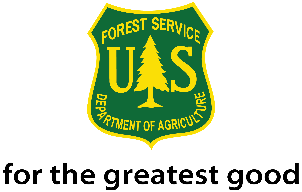 FOREST SERVICE
U S
DEPARTMENT OF AGRICULTURE
for the greatest good